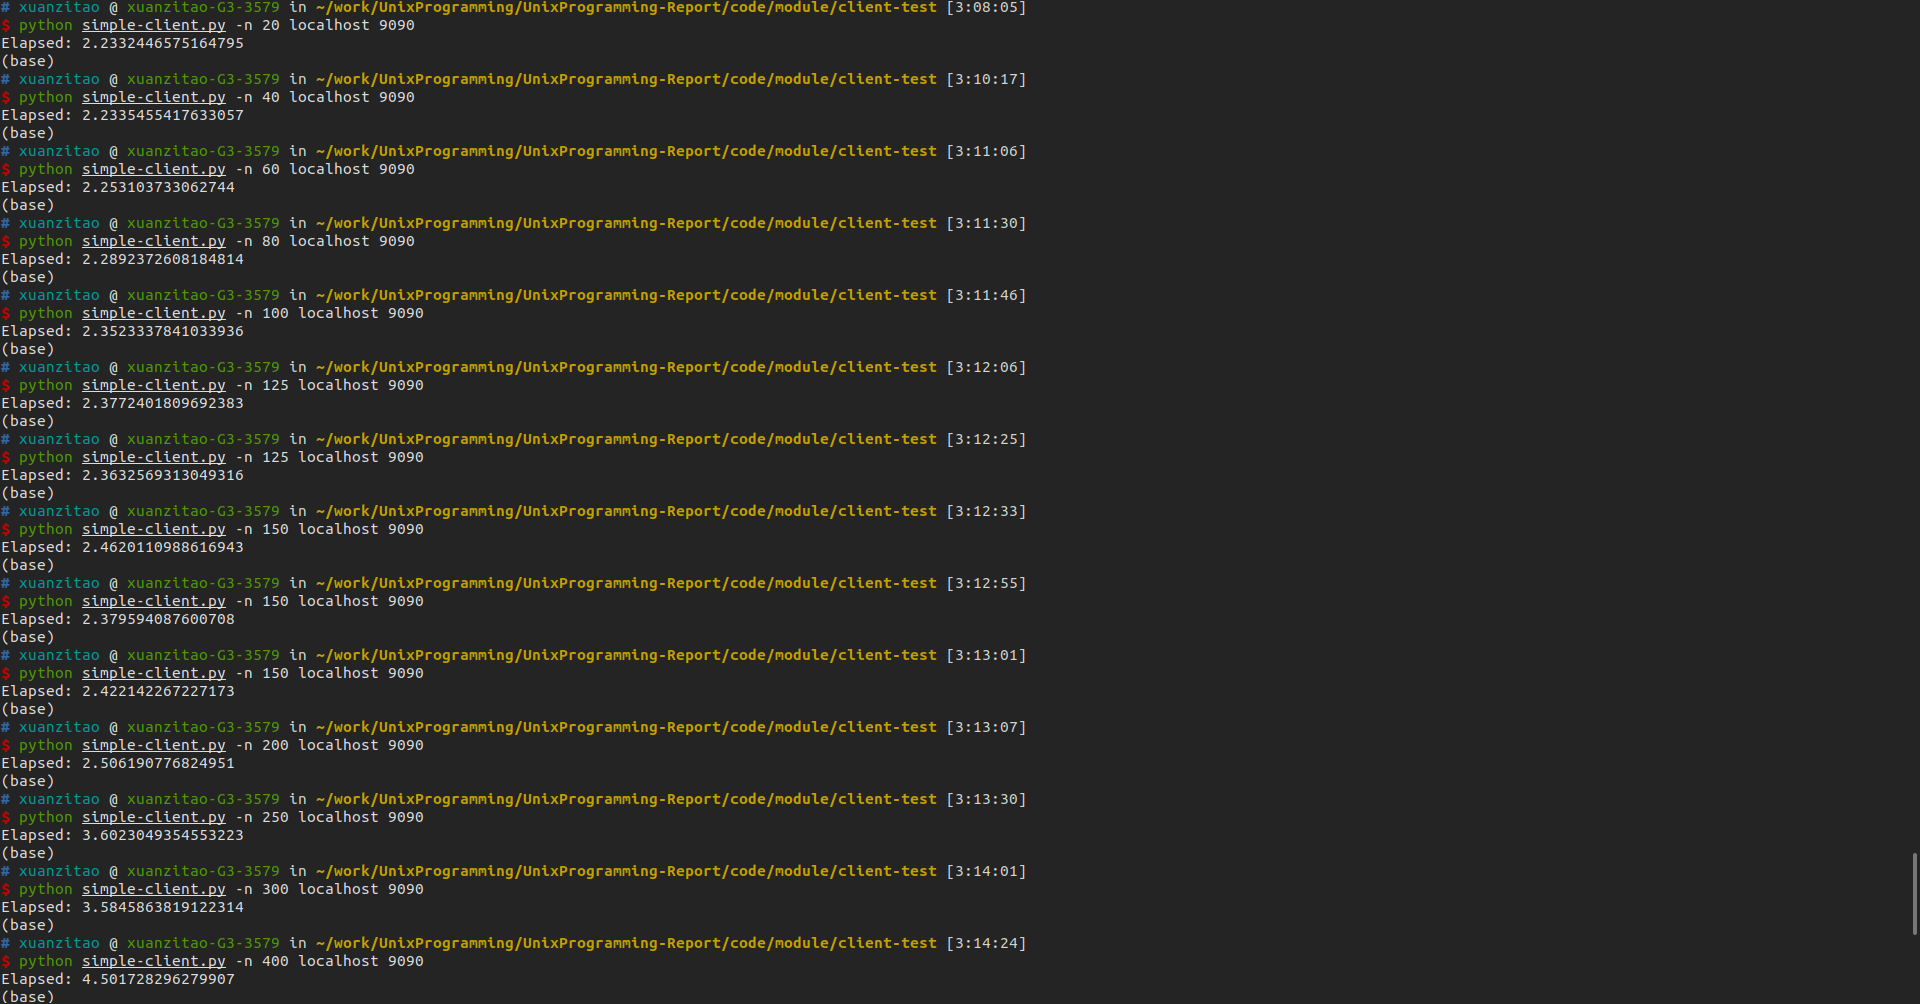 # xuanzitao @ xuanzitao-G3-3579 in ~/work/UnixProgramming/UnixProgramming-Report/code/module/client-test [3:08:05]
$ python simple-client.py -n 20 localhost 9090
Elapsed: 2.2332446575164795
(base)
# xuanzitao @ xuanzitao-G3-3579 in ~/work/UnixProgramming/UnixProgramming-Report/code/module/client-test [3:10:17]
$ python simple-client.py -n 40 localhost 9090
Elapsed: 2.2335455417633057
(base)
# xuanzitao @ xuanzitao-G3-3579 in ~/work/UnixProgramming/UnixProgramming-Report/code/module/client-test [3:11:06]
$ python simple-client.py -n 60 localhost 9090
Elapsed: 2.253103733062744
(base)
# xuanzitao @ xuanzitao-G3-3579 in ~/work/UnixProgramming/UnixProgramming-Report/code/module/client-test [3:11:30]
$ python simple-client.py -n 80 localhost 9090
Elapsed: 2.2892372608184814
(base)
# xuanzitao @ xuanzitao-G3-3579 in ~/work/UnixProgramming/UnixProgramming-Report/code/module/client-test [3:11:46]
$ python simple-client.py -n 100 localhost 9090
Elapsed: 2.3523337841033936
(base)
# xuanzitao @ xuanzitao-G3-3579 in ~/work/UnixProgramming/UnixProgramming-Report/code/module/client-test [3:12:06]
$ python simple-client.py -n 125 localhost 9090
Elapsed: 2.3772401809692383
(base)
# xuanzitao @ xuanzitao-G3-3579 in ~/work/UnixProgramming/UnixProgramming-Report/code/module/client-test [3:12:25]
$ python simple-client.py -n 125 localhost 9090
Elapsed: 2.3632569313049316
(base)
# xuanzitao @ xuanzitao-G3-3579 in ~/work/UnixProgramming/UnixProgramming-Report/code/module/client-test [3:12:33]
$ python simple-client.py -n 150 localhost 9090
Elapsed: 2.4620110988616943
(base)
# xuanzitao @ xuanzitao-G3-3579 in ~/work/UnixProgramming/UnixProgramming-Report/code/module/client-test [3:12:55]
$ python simple-client.py -n 150 localhost 9090
Elapsed: 2.379594087600708
(base)
# xuanzitao @ xuanzitao-G3-3579 in ~/work/UnixProgramming/UnixProgramming-Report/code/module/client-test [3:13:01]
$ python simple-client.py -n 150 localhost 9090
Elapsed: 2.422142267227173
(base)
# xuanzitao @ xuanzitao-G3-3579 in ~/work/UnixProgramming/UnixProgramming-Report/code/module/client-test [3:13:07]
$ python simple-client.py -n 200 localhost 9090
Elapsed: 2.506190776824951
(base)
# xuanzitao @ xuanzitao-G3-3579 in ~/work/UnixProgramming/UnixProgramming-Report/code/module/client-test [3:13:30]
$ python simple-client.py -n 250 localhost 9090
Elapsed: 3.6023049354553223
(base)
# xuanzitao @ xuanzitao-G3-3579 in ~/work/UnixProgramming/UnixProgramming-Report/code/module/client-test [3:14:01]
$ python simple-client.py -n 300 localhost 9090
Elapsed: 3.5845863819122314
(base)
# xuanzitao @ xuanzitao-G3-3579 in ~/work/UnixProgramming/UnixProgramming-Report/code/module/client-test [3:14:24]
$ python simple-client.py -n 400 localhost 9090
Elapsed: 4.501728296279907
(base)